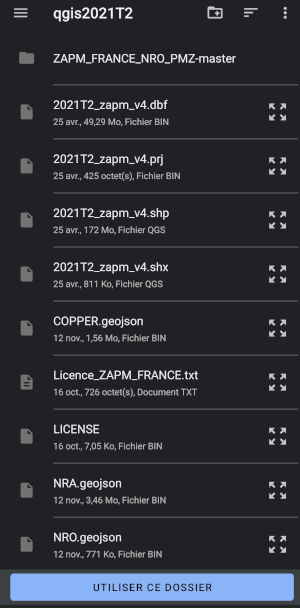 qgis2021T2
ZAPM_FRANCE_NRO_PMZ-master
2021T2_zapm_v4.dbf
25 avr., 49,29 Mo, Fichier BIN
2021T2_zapm_v4.prj
25 avr., 425 octet(s), Fichier BIN
2021T2_zapm_v4.shp
25 avr., 172 Mo, Fichier QGS
2021T2_zapm_v4.shx
25 avr., 811 Ko, Fichier QGS
COPPER.geojson
12 nov., 1,56 Mo, Fichier BIN
Licence_ZAPM_FRANCE.txt
16 oct., 726 octet(s), Document TXT
LICENSE
16 oct., 7,05 Ko, Fichier BIN
NRA.geojson
12 nov., 3,46 Mo, Fichier BIN
NRO.geojson
12 nov., 771 Ko, Fichier BIN
UTILISER CE DOSSIER